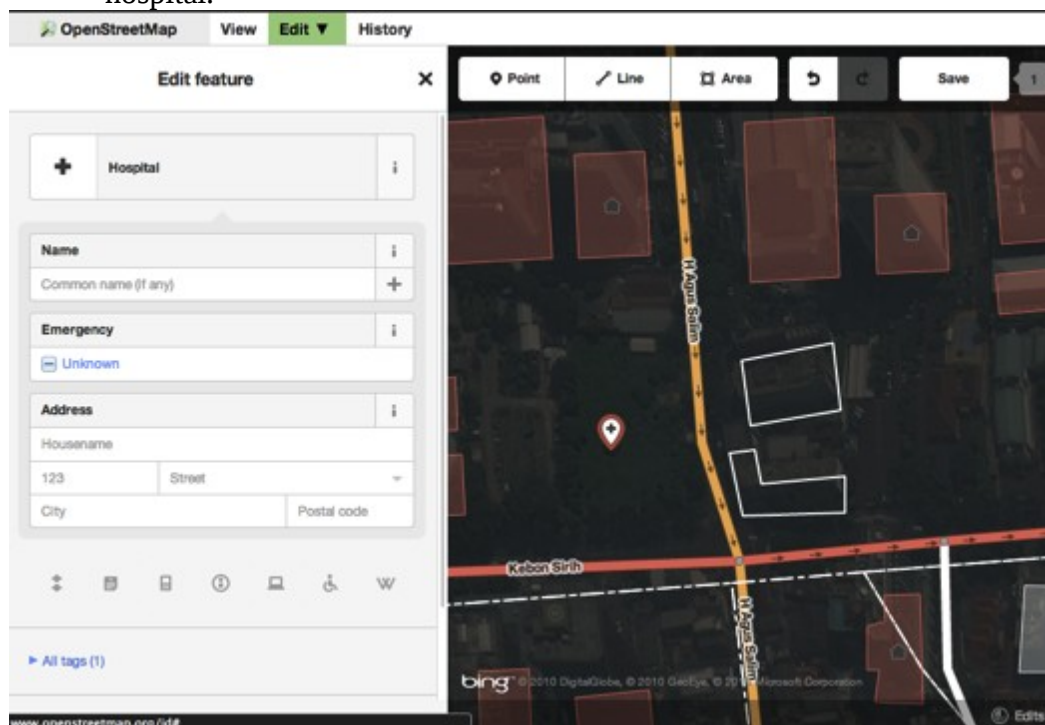 hospital.
OpenStreetMap View Edit ▼ History
Edit feature
Point Line Area Save 1
Hospital
Name
Common name (if any)
Emergency
Unknown
Address
Housename
123 Street
City Postal code
All tags (1)
H Agus Salim
Kebon Sirih
H Agus Salim
bing © 2010 DigitalGlobe, © 2010 GeoEye, © 2010 Microsoft Corporation
Edits
www.openstreetmap.org/id#